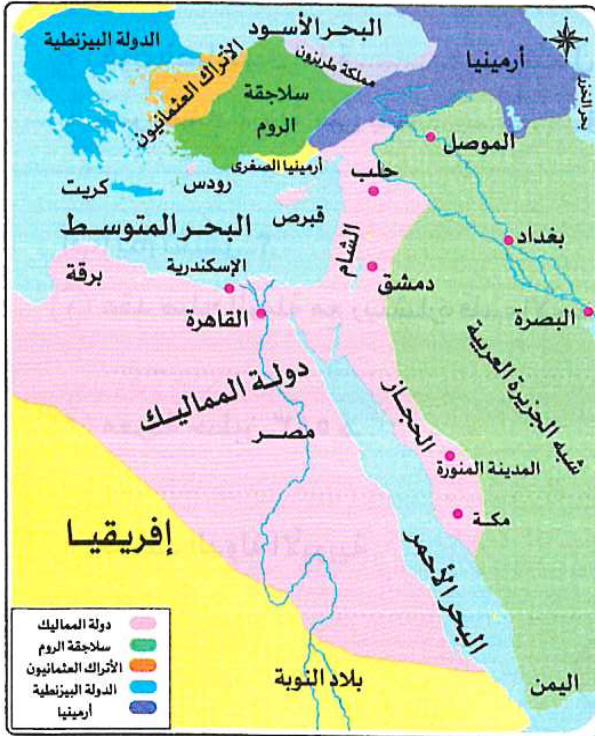 البحر الأسود
الدولة البيزنطية
أرمينيا
بحر الخزر
الأتراك العثمانيون
مملكة طربزون
سلاجقة
الروم
الموصل
أرمينيا الصغرى
حلب
رودس
كريت
قبرص
البحر المتوسط
الشام
بغداد
الإسكندرية
برقة
دمشق
البصرة
القاهرة
دولة المماليك
مصر
الحجاز
شبه الجزيرة العربية
المدينة المنورة
مكة
إفريقيا
البحر الأحمر
بلاد النوبة
اليمن
دولة المماليك
سلاجقة الروم
الأتراك العثمانيون
الدولة البيزنطية
أرمينيا